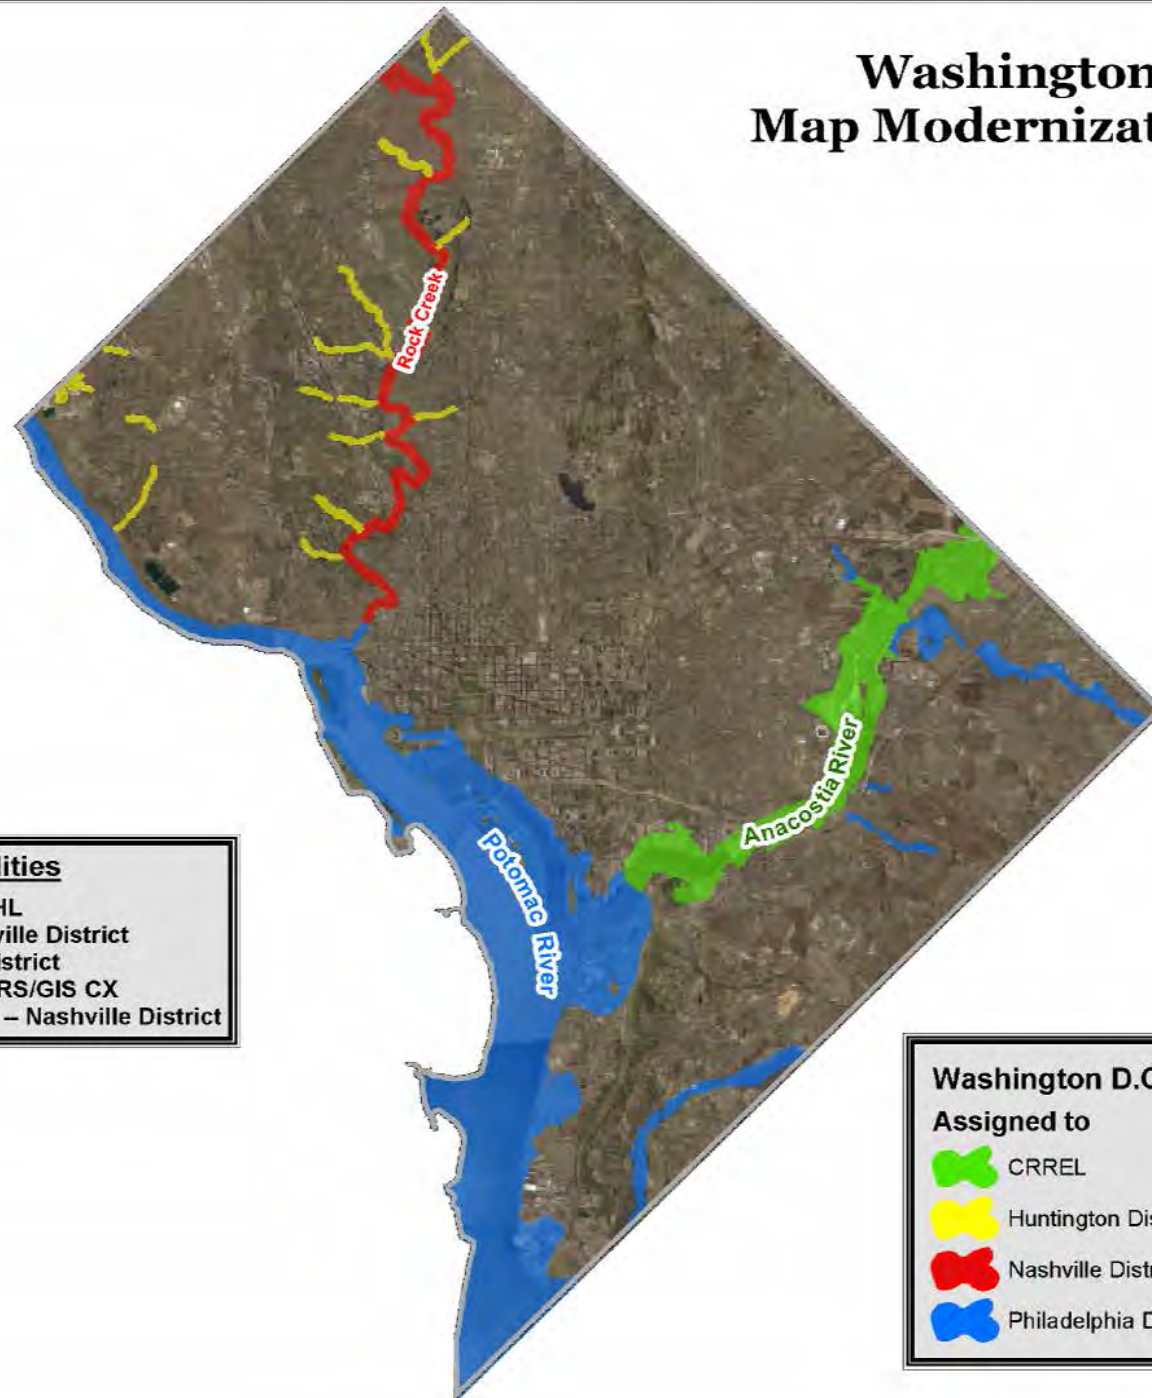 Washington
Map Modernizat
Rock Creek
Anacostia River
Potomac River
lities
HL
ville District
istrict
RS/GIS CX
– Nashville District
Washington D.C
Assigned to
CRREL
Huntington Dis
Nashville Distr
Philadelphia D